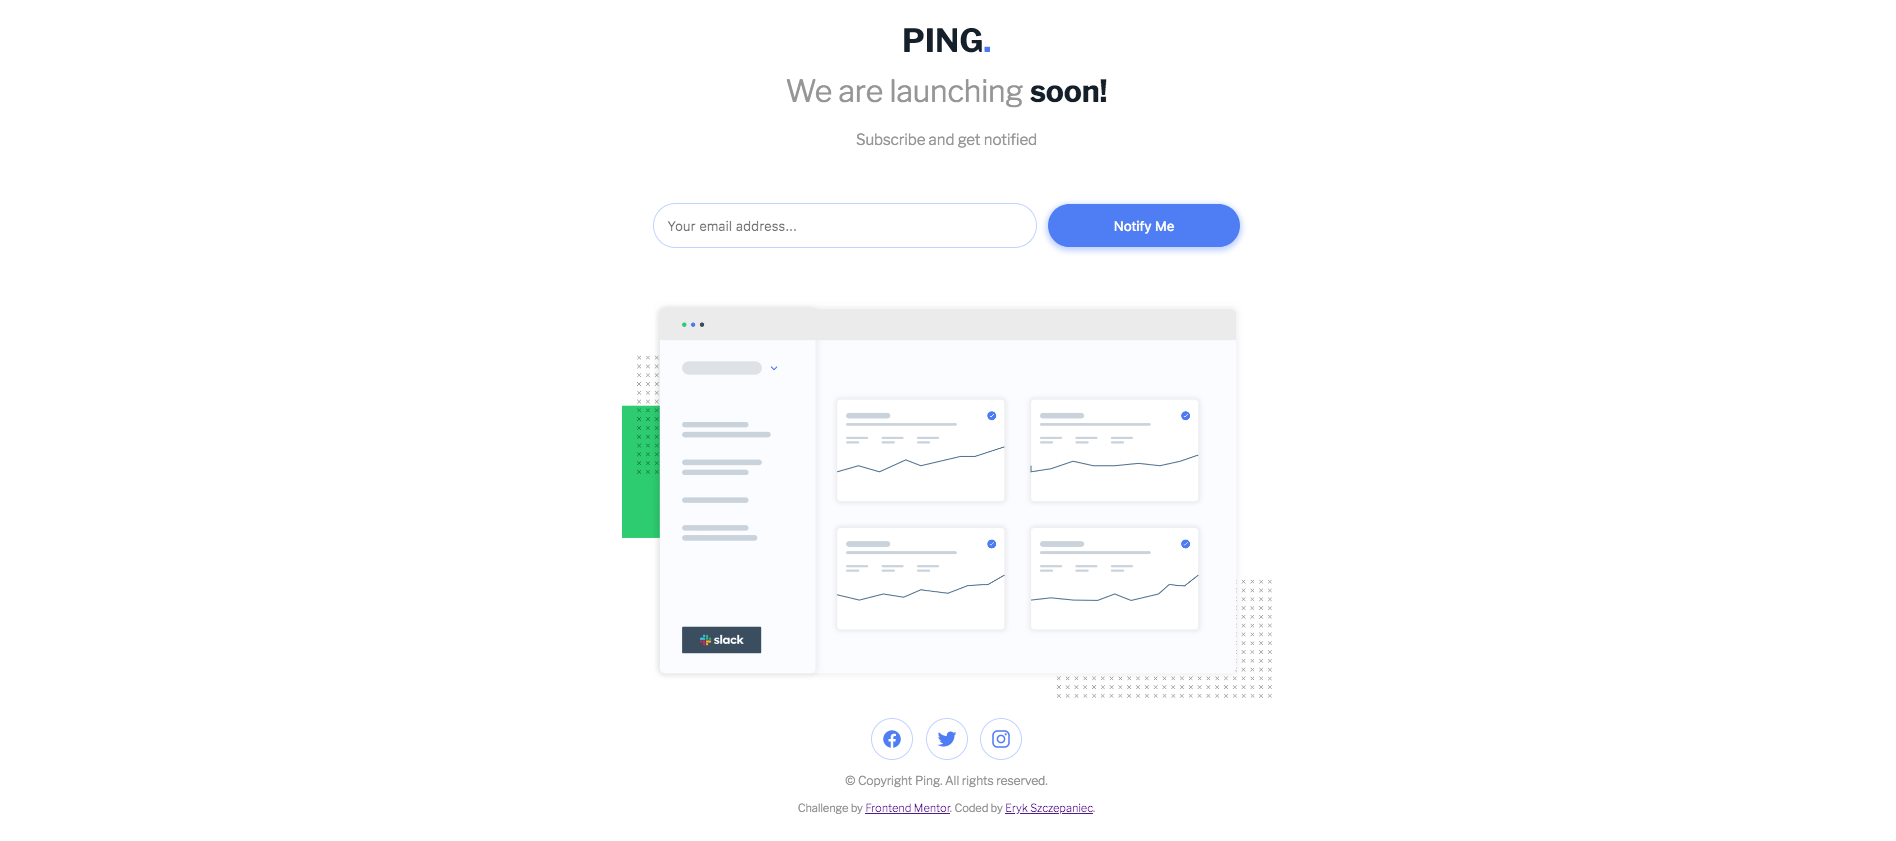 PING.
We are launching soon!
Subscribe and get notified
Your email address...
Notify Me
slack
© Copyright Ping. All rights reserved.
Challenge by Frontend Mentor. Coded by Eryk Szczepaniec.